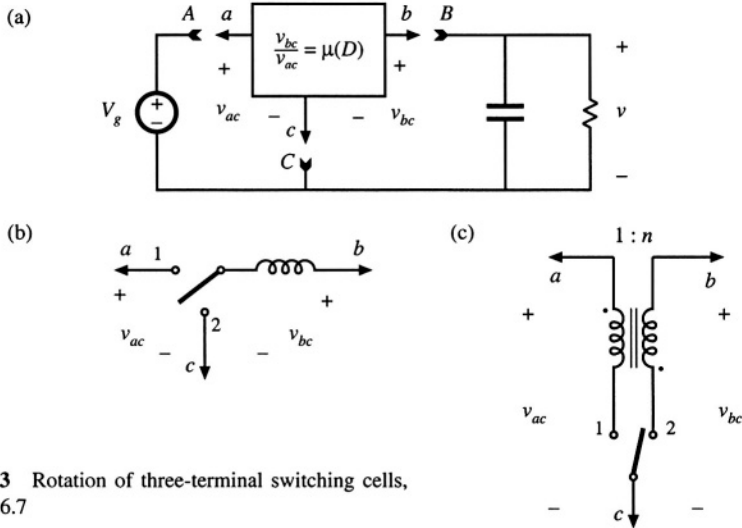 (a)
A a b B
v_bc / v_ac = μ(D)
+ + +
V_g + −
v_ac − c − v_bc v
C −
(b)
a 1 b
+ +
2
v_ac − c − v_bc
(c)
1 : n
a b
+ +
v_ac 1 2 v_bc
− c −
3 Rotation of three-terminal switching cells,
6.7